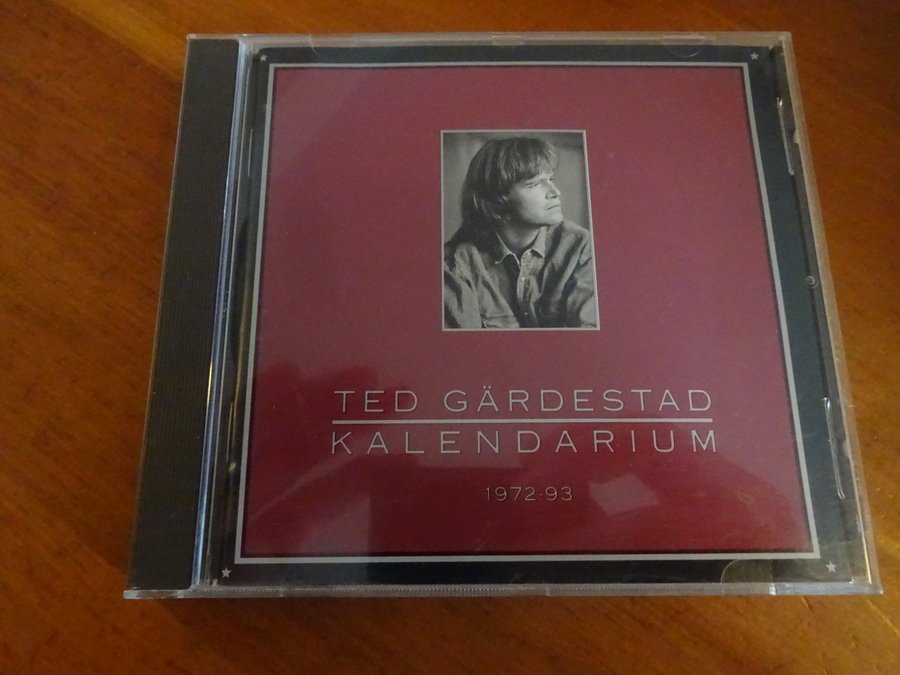 TED GÄRDESTAD
KALENDARIUM
1972-93